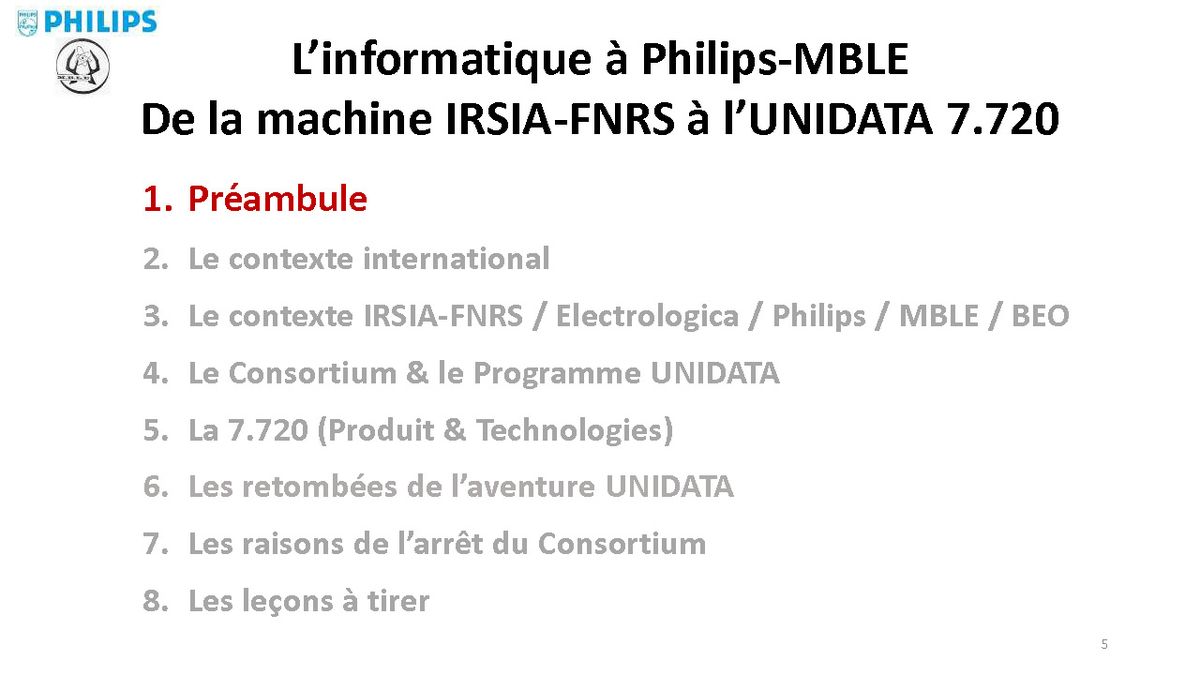 PHILIPS
L’informatique à Philips-MBLE
De la machine IRSIA-FNRS à l’UNIDATA 7.720
1. Préambule
2. Le contexte international
3. Le contexte IRSIA-FNRS / Electrologica / Philips / MBLE / BEO
4. Le Consortium & le Programme UNIDATA
5. La 7.720 (Produit & Technologies)
6. Les retombées de l’aventure UNIDATA
7. Les raisons de l’arrêt du Consortium
8. Les leçons à tirer
5